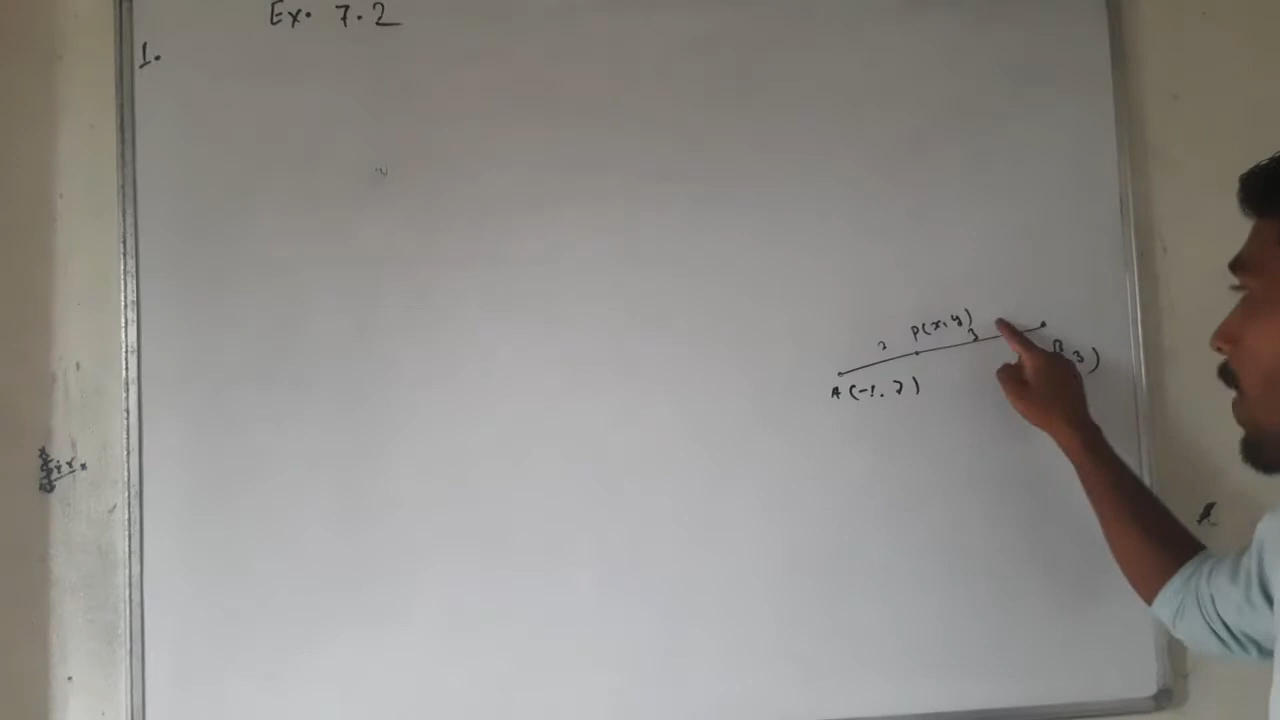 Ex. 7.2
1.
P(x, y)
2 3
A (-1, 7)
B
3)